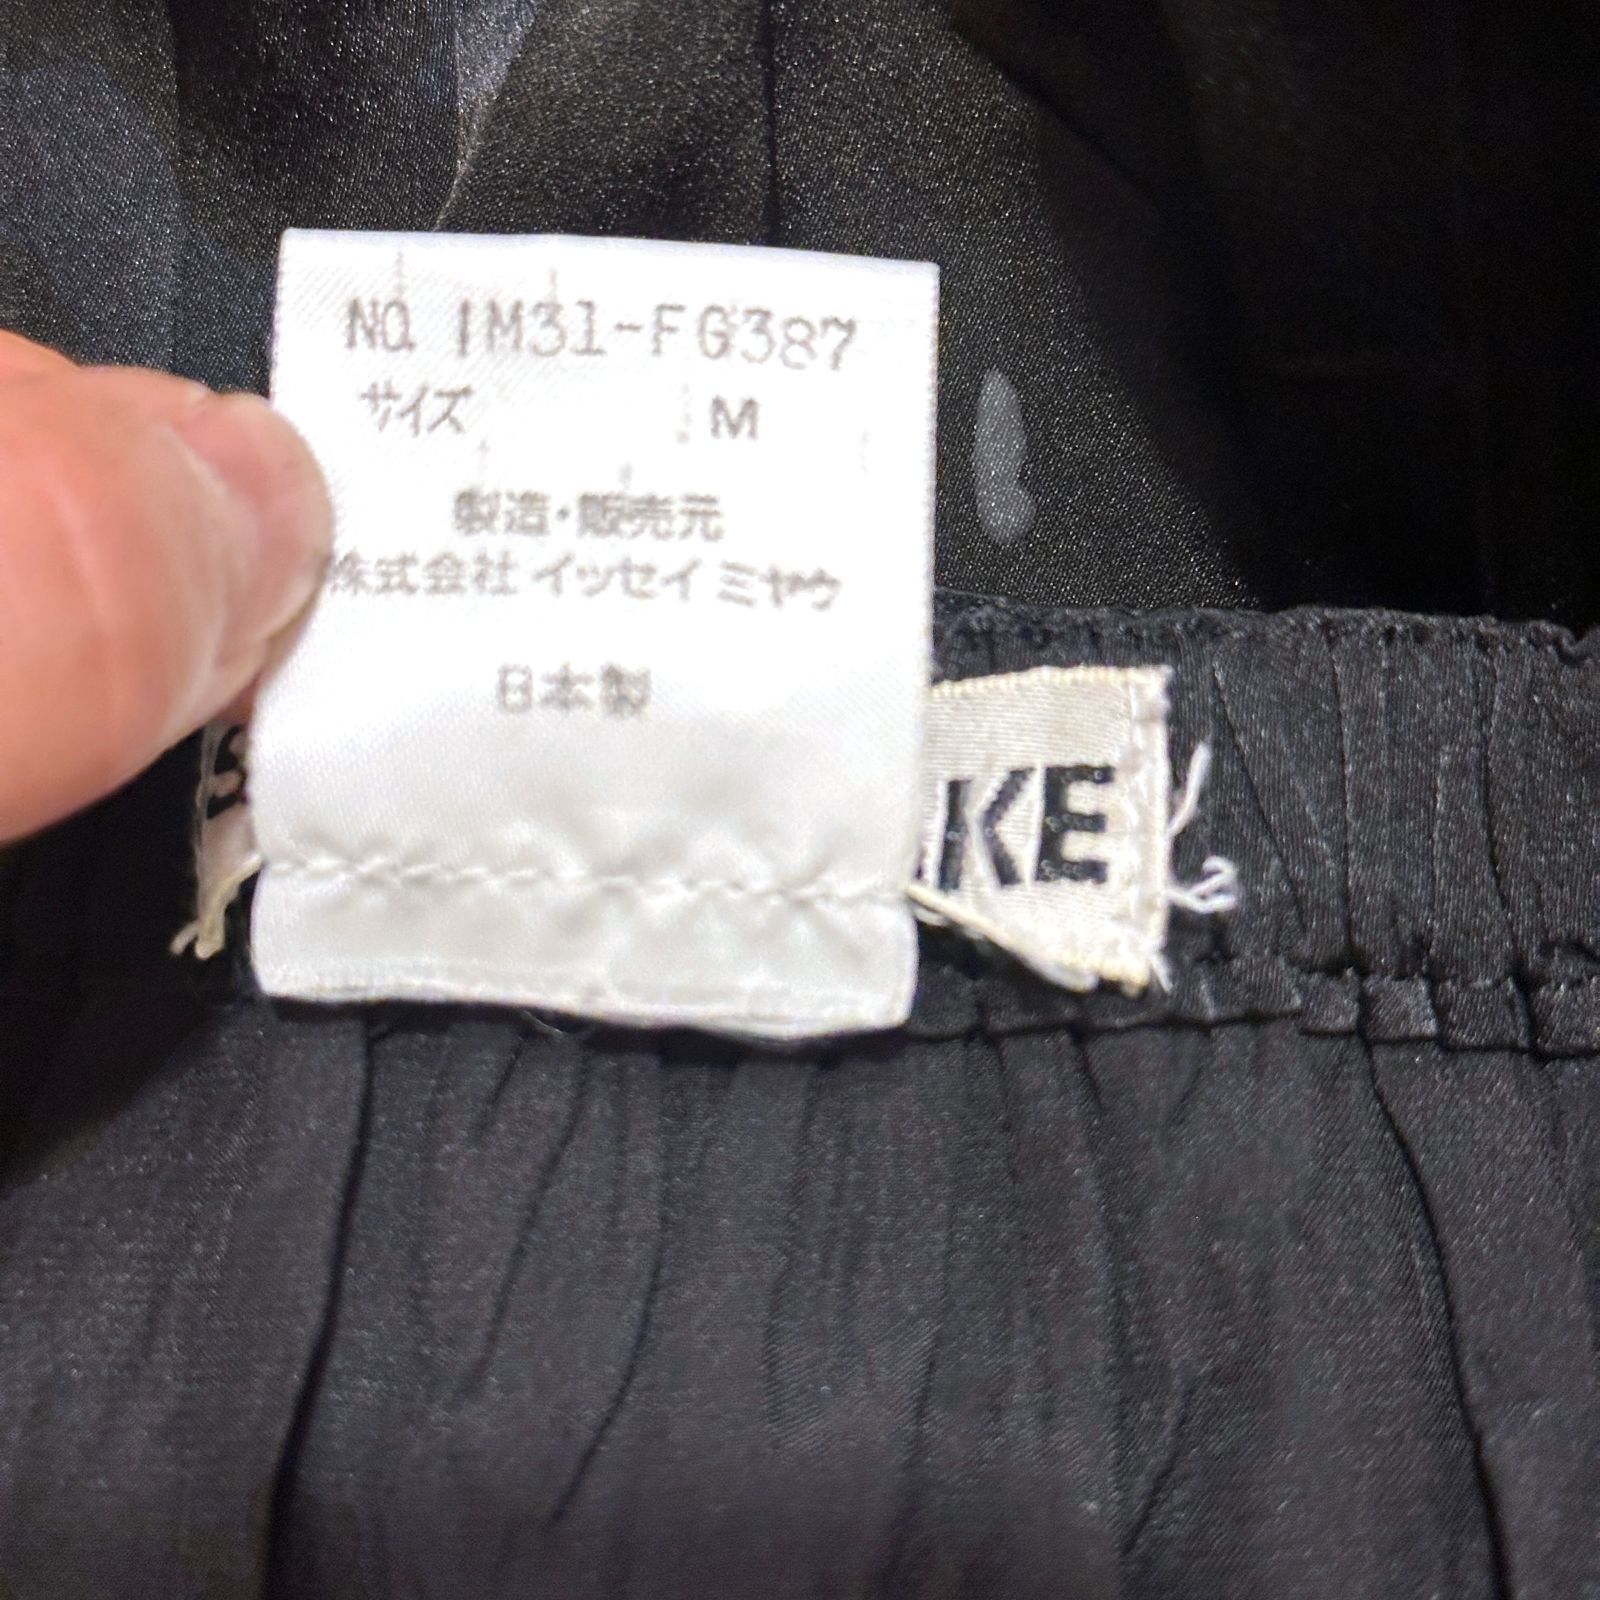 NO. IM31-FG387
サイズ M
製造・販売元
株式会社 イッセイ ミヤウ
日本製
KE